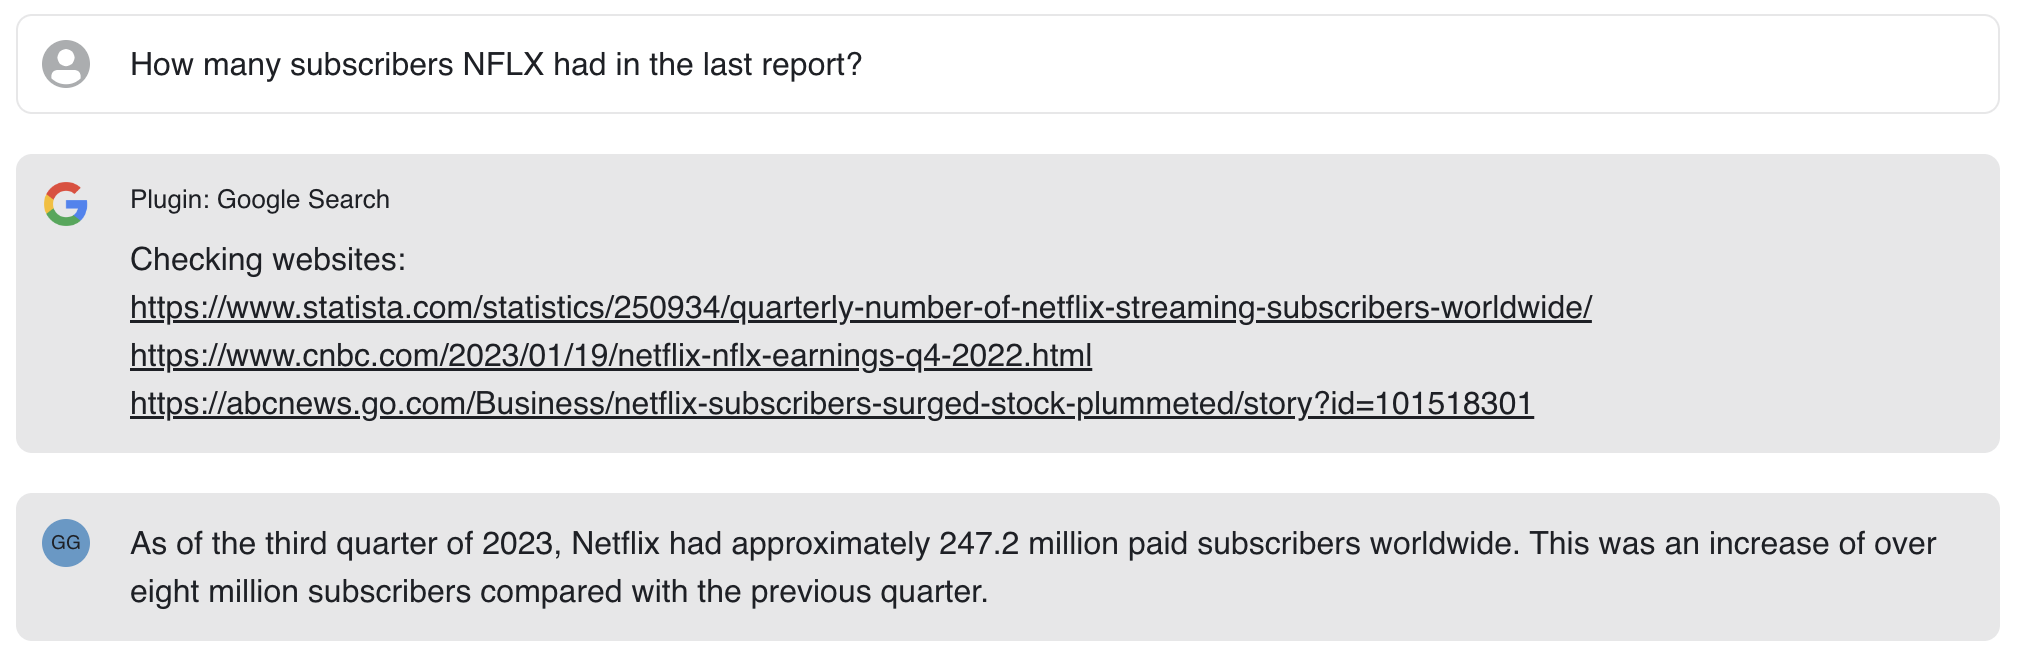 How many subscribers NFLX had in the last report?
Plugin: Google Search
Checking websites:
https://www.statista.com/statistics/250934/quarterly-number-of-netflix-streaming-subscribers-worldwide/
https://www.cnbc.com/2023/01/19/netflix-nflx-earnings-q4-2022.html
https://abcnews.go.com/Business/netflix-subscribers-surged-stock-plummeted/story?id=101518301
GG
As of the third quarter of 2023, Netflix had approximately 247.2 million paid subscribers worldwide. This was an increase of over
eight million subscribers compared with the previous quarter.